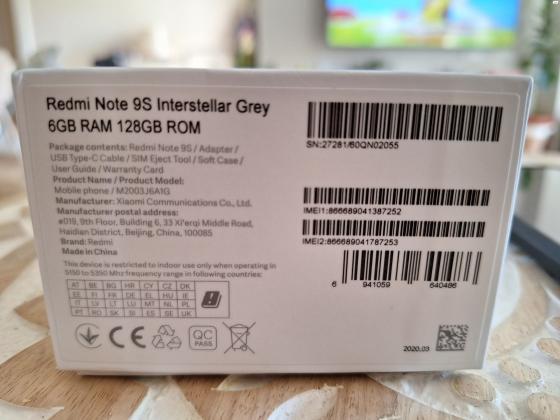 Redmi Note 9S Interstellar Grey
6GB RAM 128GB ROM
Package contents: Redmi Note 9S / Adapter /
USB Type-C Cable / SIM Eject Tool / Soft Case /
User Guide / Warranty Card
Product Name / Product Model:
Mobile phone / M2003J6A1G
Manufacturer: Xiaomi Communications Co., Ltd.
Manufacturer postal address:
#019, 9th Floor, Building 6, 33 Xi'erqi Middle Road,
Haidian District, Beijing, China, 100085
Brand: Redmi
Made in China
This device is restricted to indoor use only when operating in
5150 to 5350 Mhz frequency range in following countries:
AT BE BG HR CY CZ DK
EE FI FR DE EL HU IE
IT LV LT LU MT NL PL
PT RO SK SI ES SE UK
CE
QC
PASS
SN:27281/60QN02055
IMEI1:866689041387252
IMEI2:866689041787253
6 941059 640486
2020.03